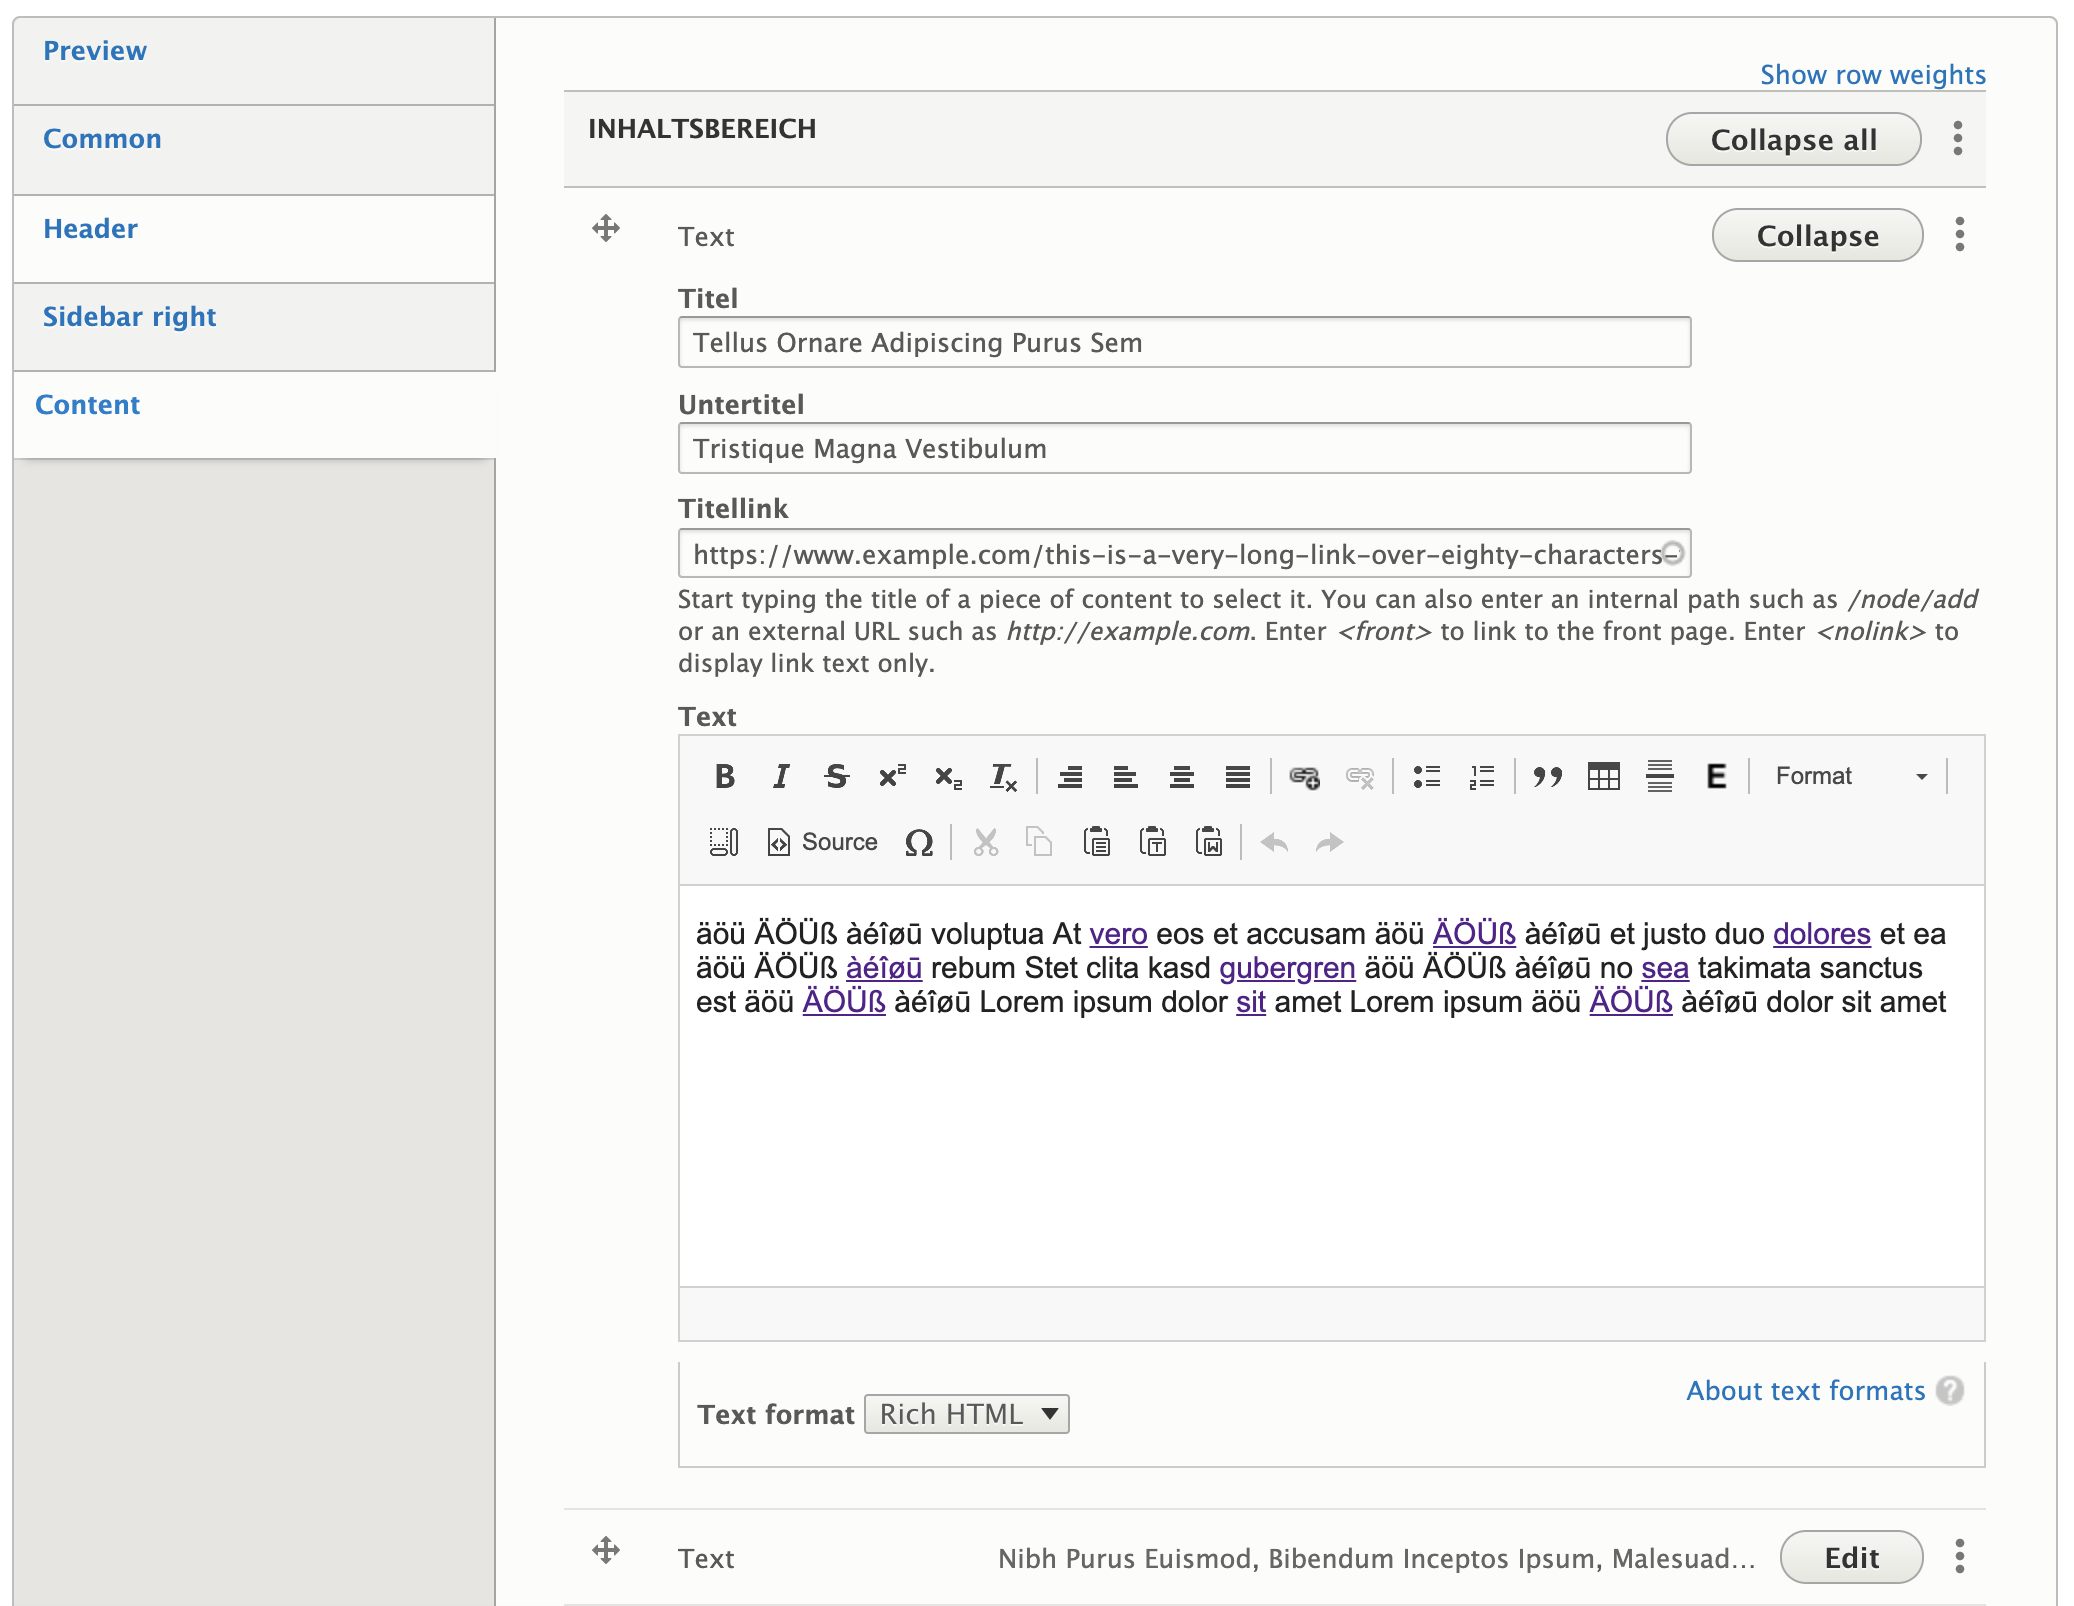 Preview
Common
Header
Sidebar right
Content
Show row weights
INHALTSBEREICH
Collapse all
Text
Collapse
Titel
Tellus Ornare Adipiscing Purus Sem
Untertitel
Tristique Magna Vestibulum
Titellink
https://www.example.com/this-is-a-very-long-link-over-eighty-characters-
Start typing the title of a piece of content to select it. You can also enter an internal path such as /node/add
or an external URL such as http://example.com. Enter <front> to link to the front page. Enter <nolink> to
display link text only.
Text
B I S x² x₂ Tx E Format
Source Ω
äöü ÄÖÜß àéîøū voluptua At vero eos et accusam äöü ÄÖÜß àéîøū et justo duo dolores et ea
äöü ÄÖÜß àéîøū rebum Stet clita kasd gubergren äöü ÄÖÜß àéîøū no sea takimata sanctus
est äöü ÄÖÜß àéîøū Lorem ipsum dolor sit amet Lorem ipsum äöü ÄÖÜß àéîøū dolor sit amet
About text formats ?
Text format Rich HTML
Text
Nibh Purus Euismod, Bibendum Inceptos Ipsum, Malesuad...
Edit